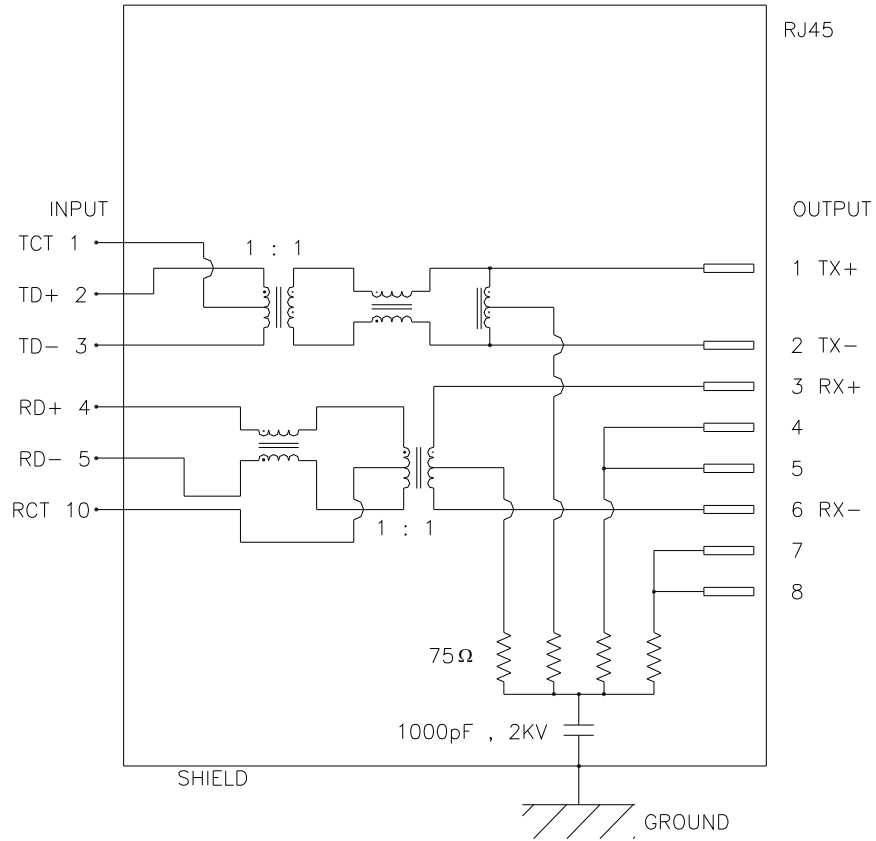 RJ45
INPUT
OUTPUT
TCT 1
1 : 1
TD+ 2
1 TX+
TD- 3
2 TX-
3 RX+
RD+ 4
4
RD- 5
5
RCT 10
6 RX-
1 : 1
7
8
75Ω
1000pF , 2KV
SHIELD
GROUND